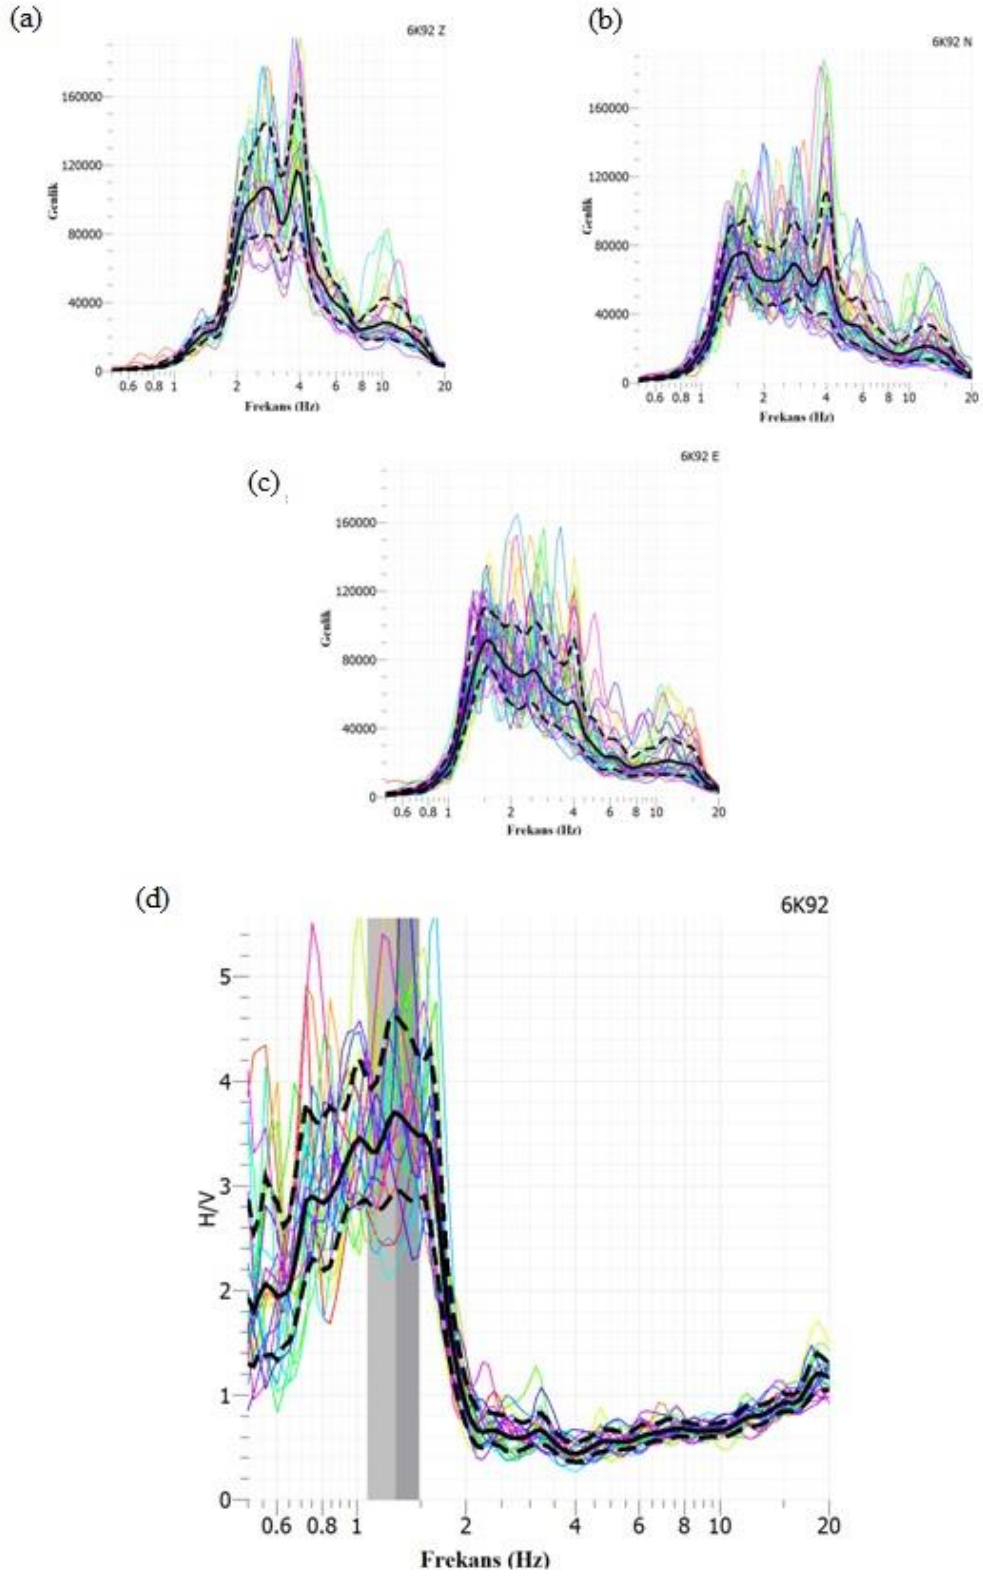 (a)
6K92 Z
160000
120000
80000
40000
0
Genlik
0.6 0.8 1 2 4 6 8 10 20
Frekans (Hz)
(b)
6K92 N
160000
120000
80000
40000
0
Genlik
0.6 0.8 1 2 4 6 8 10 20
Frekans (Hz)
(c)
6K92 E
160000
120000
80000
40000
0
Genlik
0.6 0.8 1 2 4 6 8 10 20
Frekans (Hz)
(d)
6K92
5
4
3
2
1
0
H/V
0.6 0.8 1 2 4 6 8 10 20
Frekans (Hz)